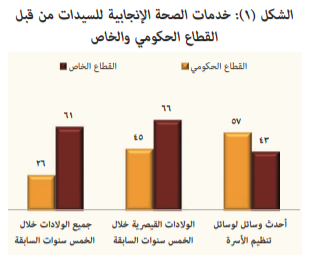 الشكل (١): خدمات الصحة الإنجابية للسيدات من قبل
القطاع الحكومي والخاص
القطاع الحكومي
القطاع الخاص
٥٧
٤٣
٤٥
٦٦
٢٦
٦١
أحدث وسائل لوسائل
تنظيم الأسرة
الولادات القيصرية خلال
الخمس سنوات السابقة
جميع الولادات خلال
الخمس سنوات السابقة